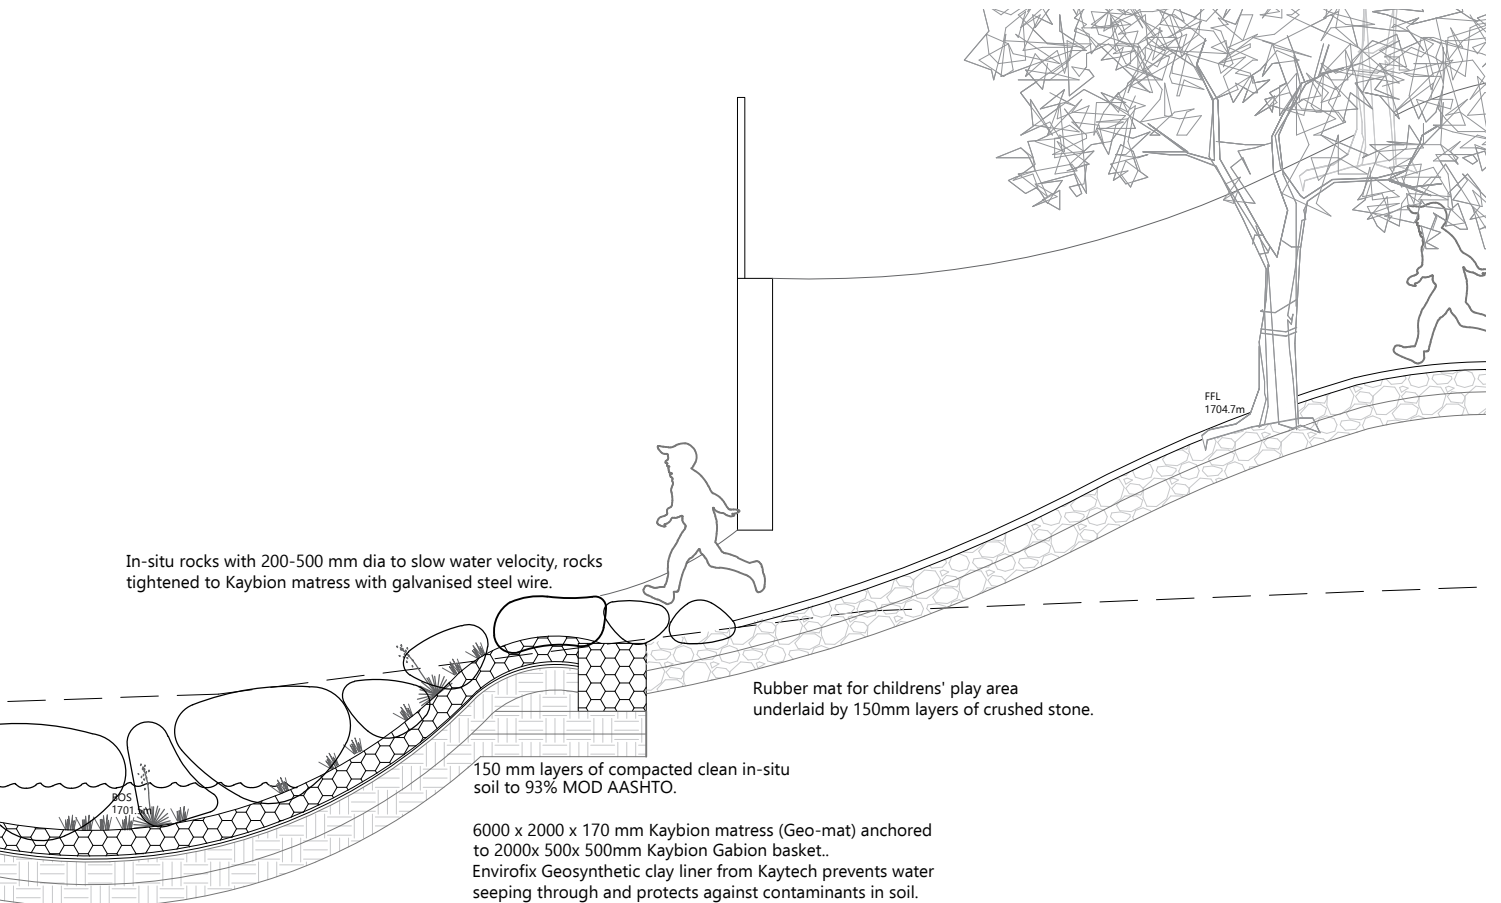 FFL
1704.7m
In-situ rocks with 200-500 mm dia to slow water velocity, rocks
tightened to Kaybion matress with galvanised steel wire.
Rubber mat for childrens' play area
underlaid by 150mm layers of crushed stone.
BOS
1701.5m
150 mm layers of compacted clean in-situ
soil to 93% MOD AASHTO.
6000 x 2000 x 170 mm Kaybion matress (Geo-mat) anchored
to 2000x 500x 500mm Kaybion Gabion basket..
Envirofix Geosynthetic clay liner from Kaytech prevents water
seeping through and protects against contaminants in soil.